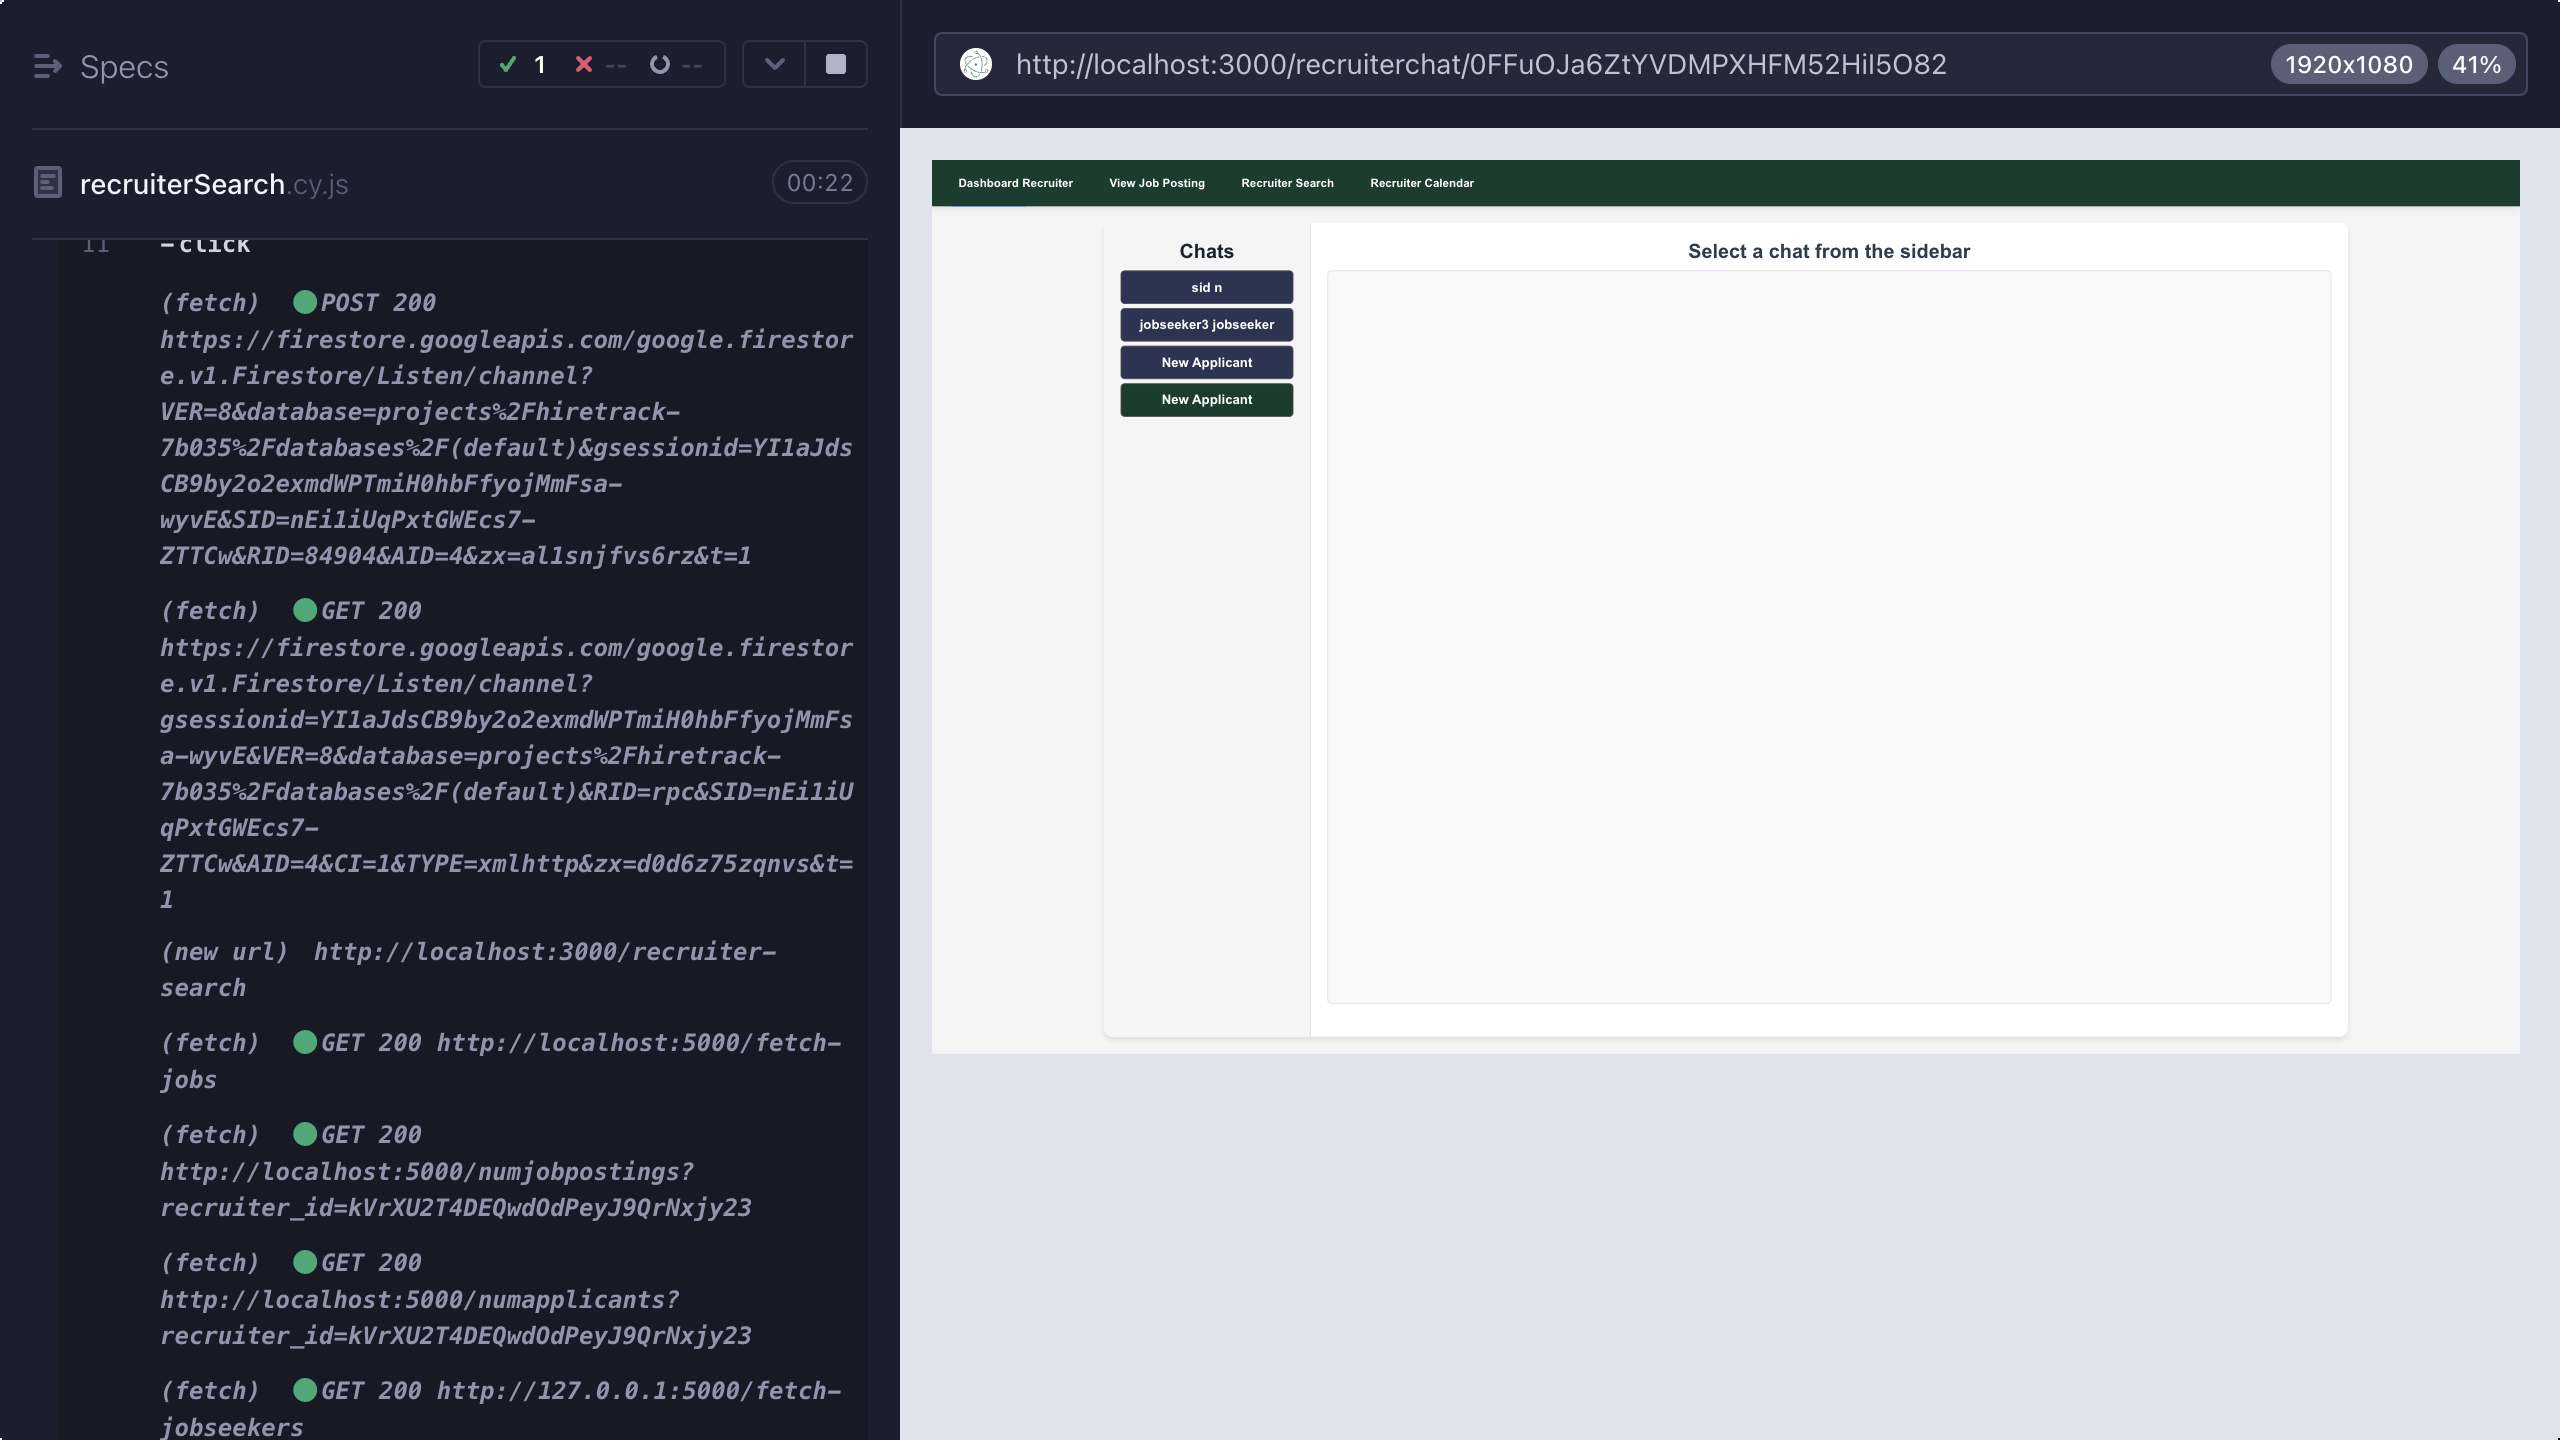 Specs
1 -- --
recruiterSearch.cy.js
00:22
11 -click
(fetch) POST 200
https://firestore.googleapis.com/google.firestor
e.v1.Firestore/Listen/channel?
VER=8&database=projects%2Fhiretrack-
7b035%2Fdatabases%2F(default)&gsessionid=YI1aJds
CB9by2o2exmdWPTmiH0hbFfyojMmFsa-
wyvE&SID=nEi1iUqPxtGWEcs7-
ZTTCw&RID=84904&AID=4&zx=al1snjfvs6rz&t=1
(fetch) GET 200
https://firestore.googleapis.com/google.firestor
e.v1.Firestore/Listen/channel?
gsessionid=YI1aJdsCB9by2o2exmdWPTmiH0hbFfyojMmFs
a-wyvE&VER=8&database=projects%2Fhiretrack-
7b035%2Fdatabases%2F(default)&RID=rpc&SID=nEi1iU
qPxtGWEcs7-
ZTTCw&AID=4&CI=1&TYPE=xmlhttp&zx=d0d6z75zqnvs&t=
1
(new url) http://localhost:3000/recruiter-
search
(fetch) GET 200 http://localhost:5000/fetch-
jobs
(fetch) GET 200
http://localhost:5000/numjobpostings?
recruiter_id=kVrXU2T4DEQwdOdPeyJ9QrNxjy23
(fetch) GET 200
http://localhost:5000/numapplicants?
recruiter_id=kVrXU2T4DEQwdOdPeyJ9QrNxjy23
(fetch) GET 200 http://127.0.0.1:5000/fetch-
jobseekers
http://localhost:3000/recruiterchat/0FFuOJa6ZtYVDMPXHFM52HiI5O82
1920x1080
41%
Dashboard Recruiter View Job Posting Recruiter Search Recruiter Calendar
Chats
sid n
jobseeker3 jobseeker
New Applicant
New Applicant
Select a chat from the sidebar